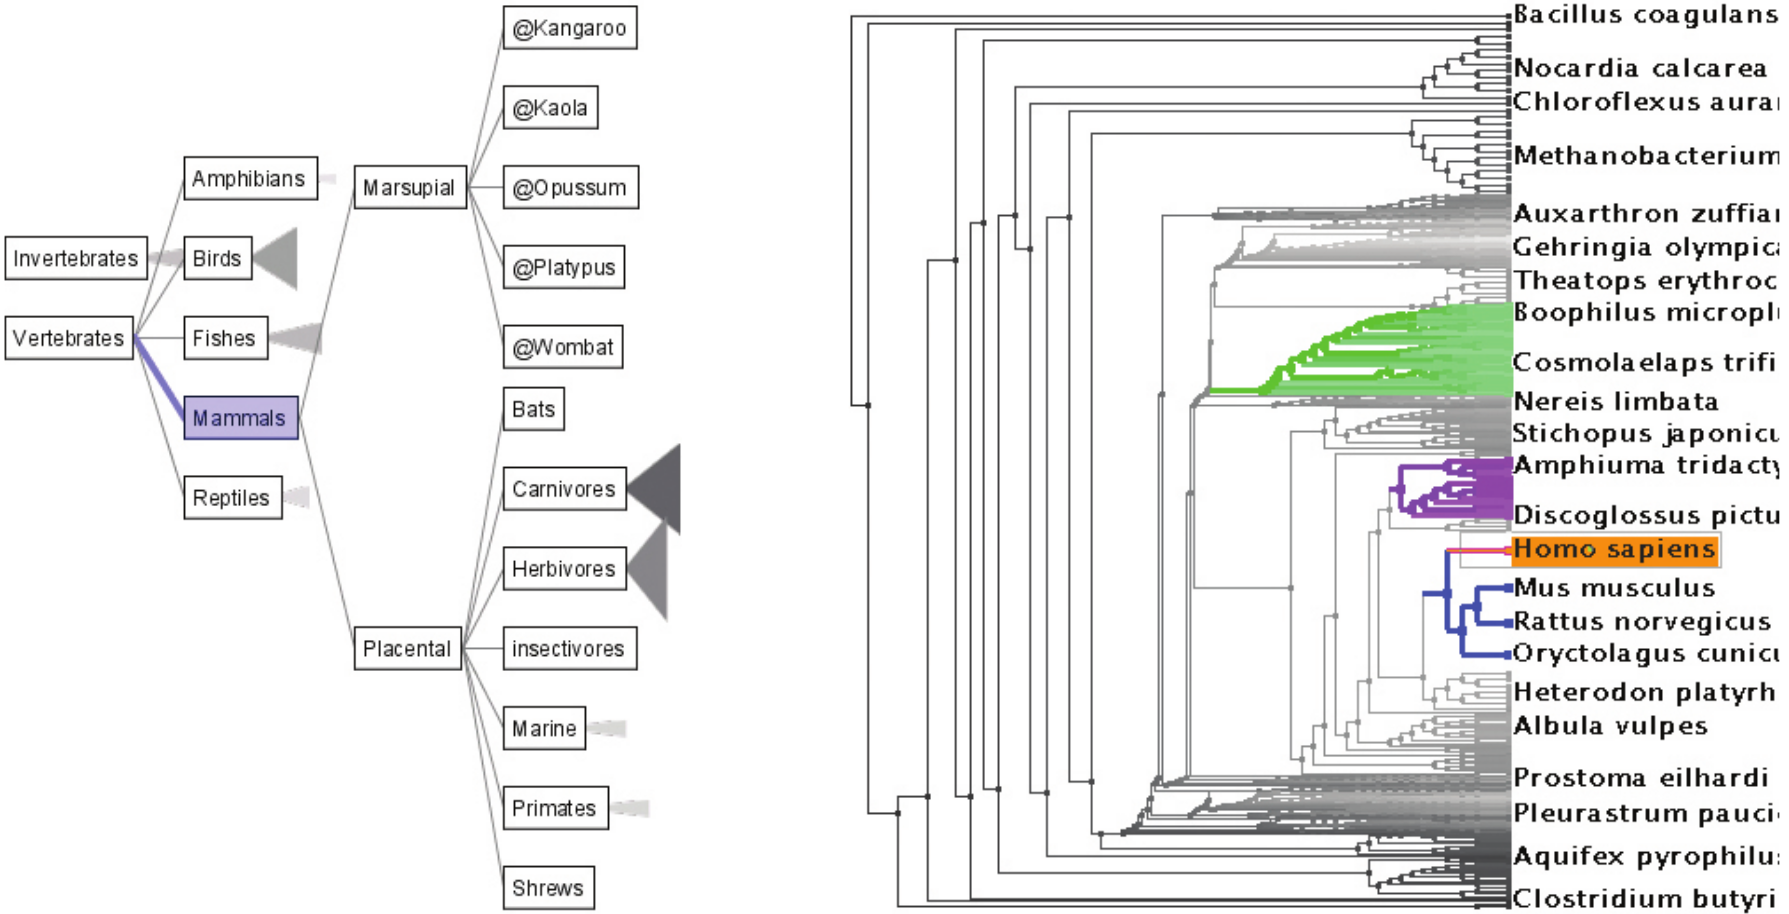 @Kangaroo
@Kaola
@Opussum
@Platypus
@Wombat
Marsupial
Amphibians
Invertebrates
Birds
Vertebrates
Fishes
Mammals
Reptiles
Bats
Carnivores
Herbivores
Placental
insectivores
Marine
Primates
Shrews
Bacillus coagulans
Nocardia calcarea
Chloroflexus aura
Methanobacterium
Auxarthron zuffia
Gehringia olympic
Theatops erythroc
Boophilus micropl
Cosmolaelaps trifi
Nereis limbata
Stichopus japonic
Amphiuma tridacty
Discoglossus pictu
Homo sapiens
Mus musculus
Rattus norvegicus
Oryctolagus cunic
Heterodon platyrh
Albula vulpes
Prostoma eilhardi
Pleurastrum pauci
Aquifex pyrophilu
Clostridium butyri